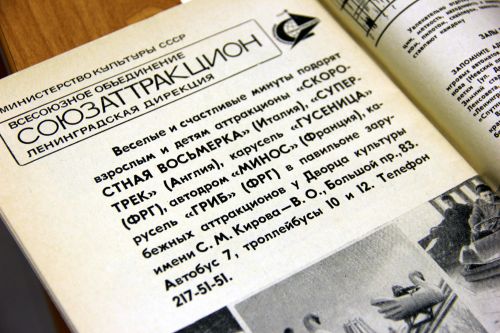 МИНИСТЕРСТВО КУЛЬТУРЫ СССР
ВСЕСОЮЗНОЕ ОБЪЕДИНЕНИЕ
СОЮЗАТТРАКЦИОН
ЛЕНИНГРАДСКАЯ ДИРЕКЦИЯ
Веселые и счастливые минуты подарят
взрослым и детям аттракционы «СКОРО-
СТНАЯ ВОСЬМЕРКА» (Италия), «СУПЕР-
ТРЕК» (Англия), карусель «ГУСЕНИЦА»
(ФРГ), автодром «МИНОС» (Франция), ка-
русель «ГРИБ» (ФРГ) в павильоне зару-
бежных аттракционов у Дворца культуры
имени С. М. Кирова—В. О., Большой пр., 83.
Автобус 7, троллейбусы 10 и 12. Телефон
217-51-51.
ЗАПОМНИТЕ